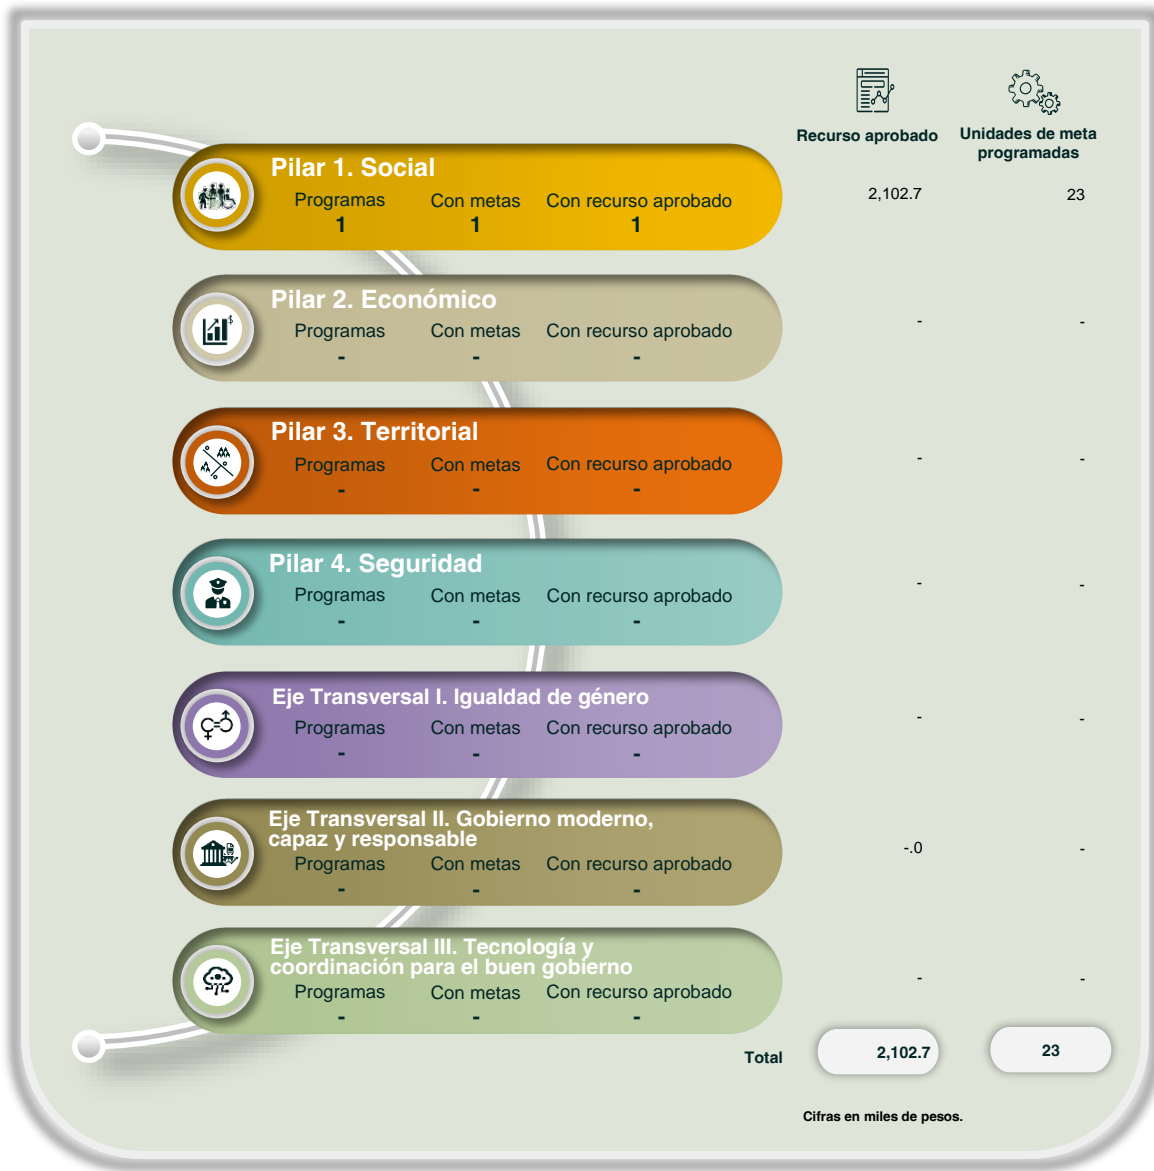 Recurso aprobado
Unidades de meta
programadas
Pilar 1. Social
Programas Con metas Con recurso aprobado
1 1 1
2,102.7 23
Pilar 2. Económico
Programas Con metas Con recurso aprobado
- - -
- -
Pilar 3. Territorial
Programas Con metas Con recurso aprobado
- - -
- -
Pilar 4. Seguridad
Programas Con metas Con recurso aprobado
- - -
- -
Eje Transversal I. Igualdad de género
Programas Con metas Con recurso aprobado
- - -
- -
Eje Transversal II. Gobierno moderno,
capaz y responsable
Programas Con metas Con recurso aprobado
- - -
-.0 -
Eje Transversal III. Tecnología y
coordinación para el buen gobierno
Programas Con metas Con recurso aprobado
- - -
- -
Total 2,102.7 23
Cifras en miles de pesos.